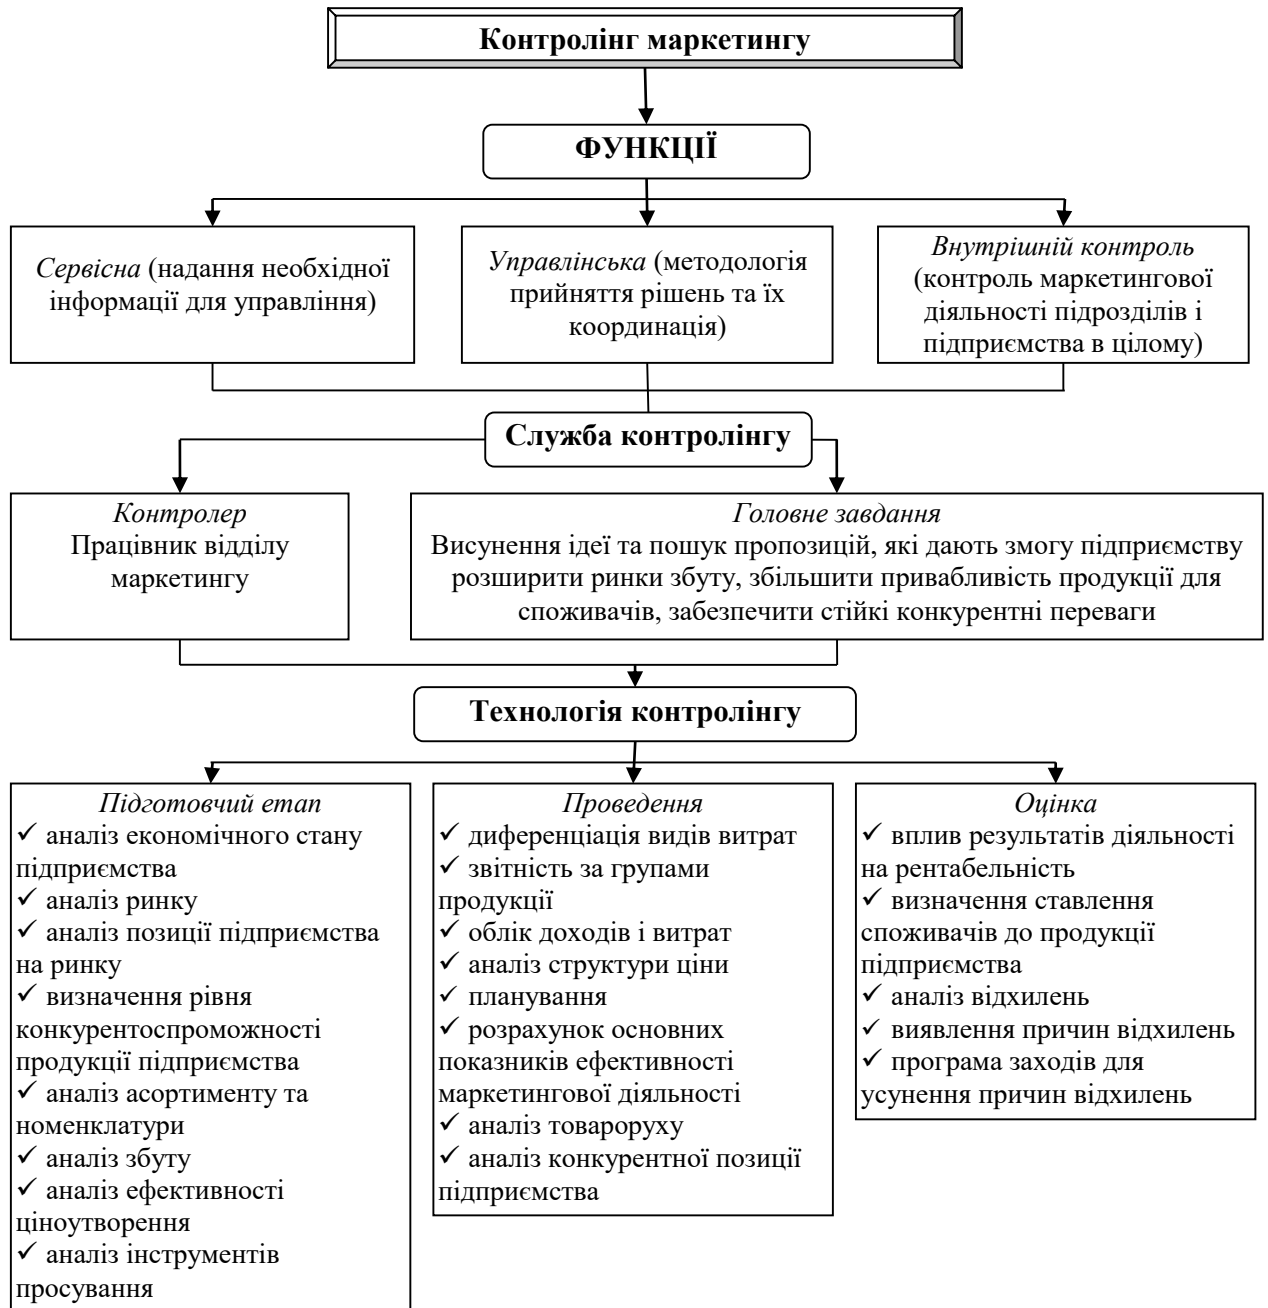 Контролінг маркетингу
ФУНКЦІЇ
Сервісна (надання необхідної
інформації для управління)
Управлінська (методологія
прийняття рішень та їх
координація)
Внутрішній контроль
(контроль маркетингової
діяльності підрозділів і
підприємства в цілому)
Служба контролінгу
Контролер
Працівник відділу
маркетингу
Головне завдання
Висунення ідеї та пошук пропозицій, які дають змогу підприємству
розширити ринки збуту, збільшити привабливість продукції для
споживачів, забезпечити стійкі конкурентні переваги
Технологія контролінгу
Підготовчий етап
✓ аналіз економічного стану
підприємства
✓ аналіз ринку
✓ аналіз позиції підприємства
на ринку
✓ визначення рівня
конкурентоспроможності
продукції підприємства
✓ аналіз асортименту та
номенклатури
✓ аналіз збуту
✓ аналіз ефективності
ціноутворення
✓ аналіз інструментів
просування
Проведення
✓ диференціація видів витрат
✓ звітність за групами
продукції
✓ облік доходів і витрат
✓ аналіз структури ціни
✓ планування
✓ розрахунок основних
показників ефективності
маркетингової діяльності
✓ аналіз товароруху
✓ аналіз конкурентної позиції
підприємства
Оцінка
✓ вплив результатів діяльності
на рентабельність
✓ визначення ставлення
споживачів до продукції
підприємства
✓ аналіз відхилень
✓ виявлення причин відхилень
✓ програма заходів для
усунення причин відхилень